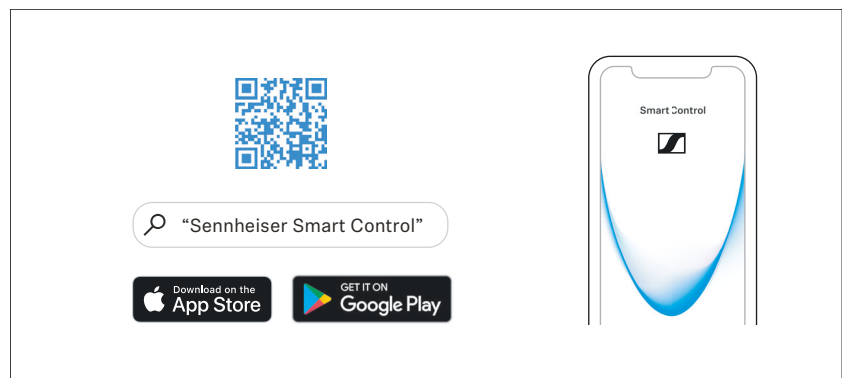 “Sennheiser Smart Control”
Download on the
App Store
GET IT ON
Google Play
Smart Control